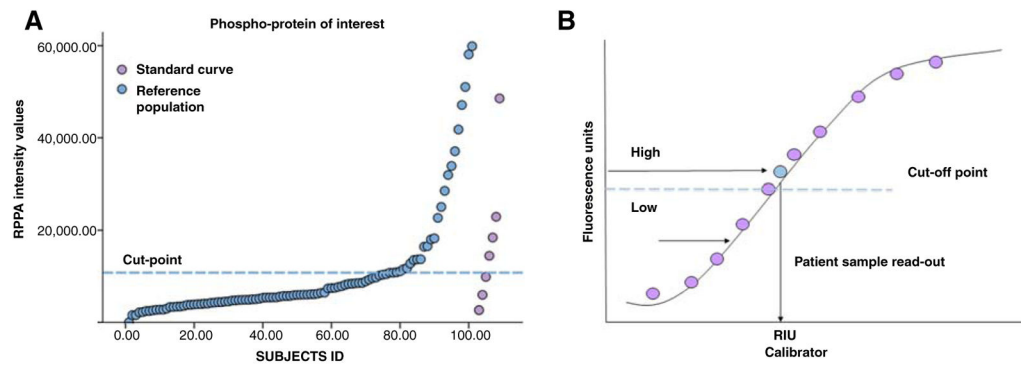 A
Phospho-protein of interest
60,000.00
40,000.00
20,000.00
RPPA intensity values
Standard curve
Reference
population
Cut-point
0.00 20.00 40.00 60.00 80.00 100.00
SUBJECTS ID
B
Fluorescence units
High
Cut-off point
Low
Patient sample read-out
RIU
Calibrator